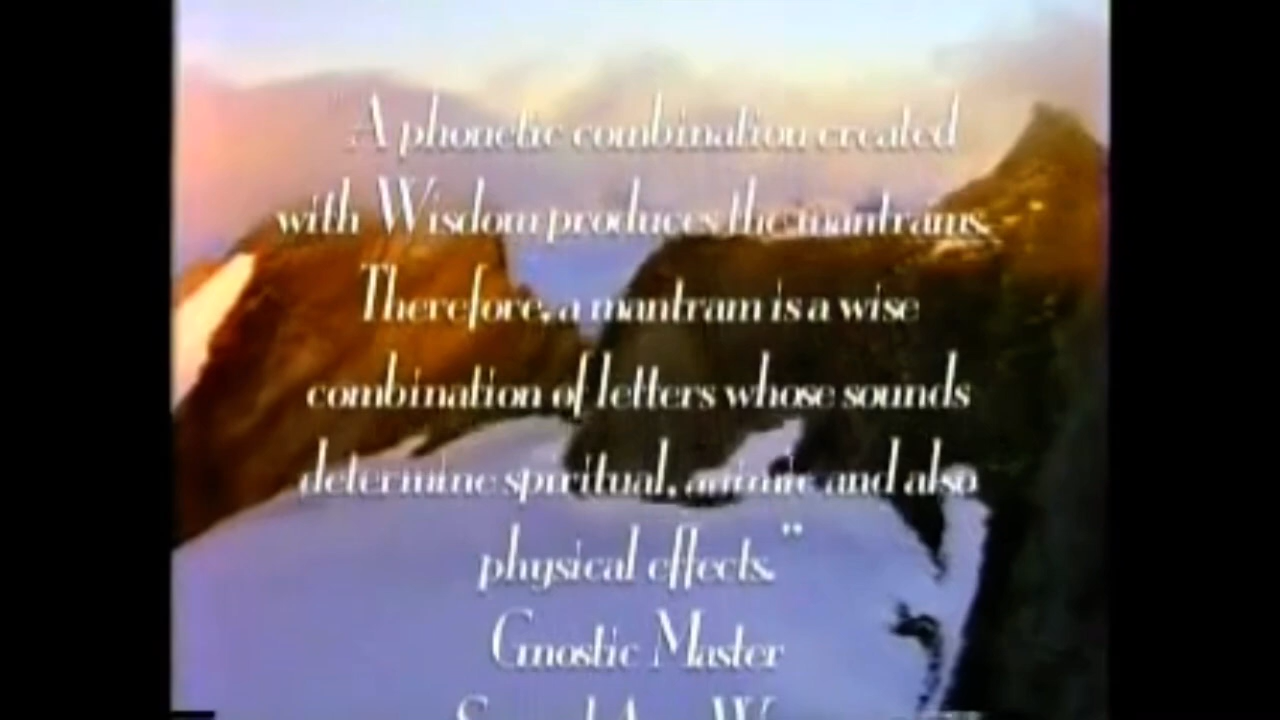 A phonetic combination created
with Wisdom produces the mantrams.
Therefore, a mantram is a wise
combination of letters whose sounds
determine spiritual, animic and also
physical effects."
Gnostic Master